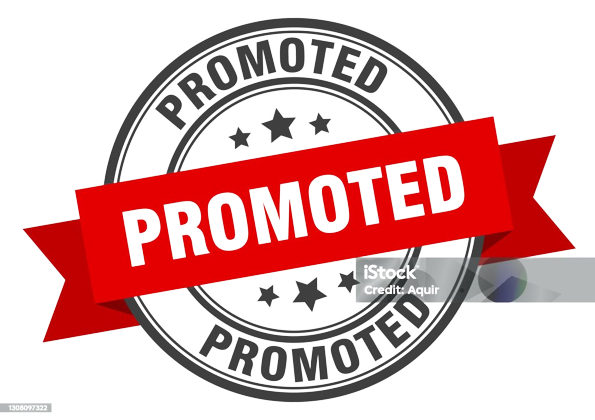 PROMOTED
PROMOTED
iStock
Credit: Aquir
PROMOTED
1308097322